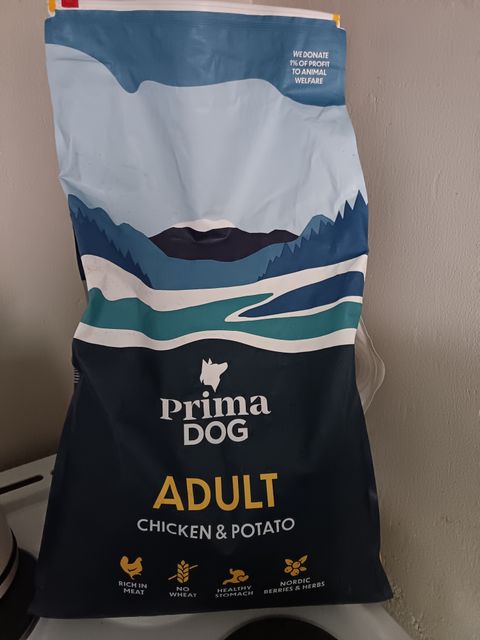 WE DONATE
1% OF PROFIT
TO ANIMAL
WELFARE
Prima
DOG
ADULT
CHICKEN & POTATO
RICH IN
MEAT
NO
WHEAT
HEALTHY
STOMACH
NORDIC
BERRIES & HERBS